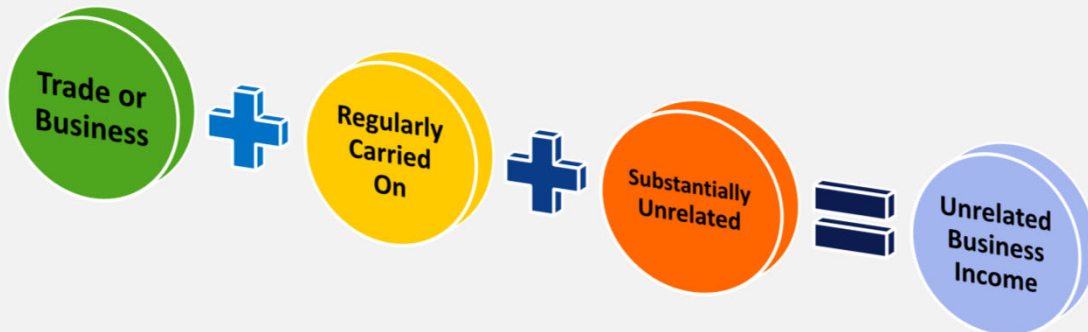 Trade or
Business
Regularly
Carried
On
Substantially
Unrelated
Unrelated
Business
Income